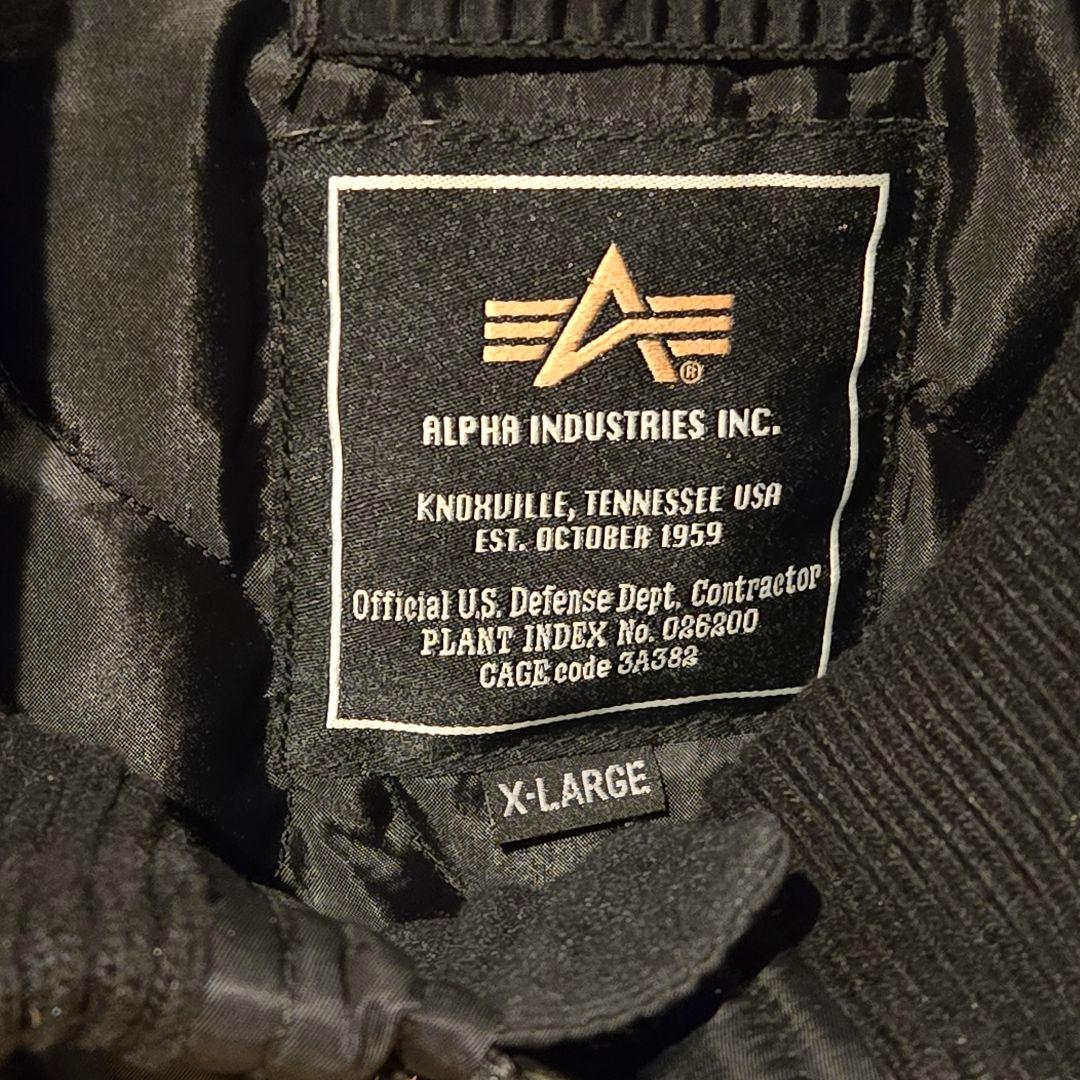 ®
ALPHA INDUSTRIES INC.
KNOXVILLE, TENNESSEE USA
EST. OCTOBER 1959
Official U.S. Defense Dept. Contractor
PLANT INDEX No. 026200
CAGE code 3A382
X-LARGE